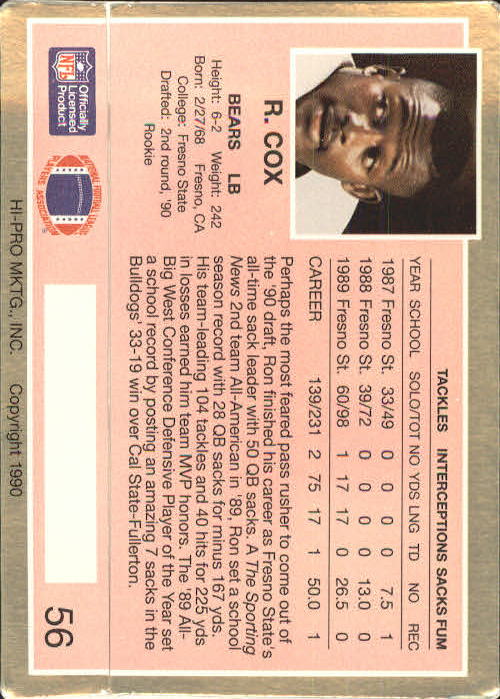 R. COX
BEARS LB
Height: 6-2 Weight: 242
Born: 2/27/68 Fresno, CA
College: Fresno State
Drafted: 2nd round, '90
Rookie
TACKLES INTERCEPTIONS SACKS FUM
YEAR SCHOOL SOLO/TOT NO YDS LNG TD NO REC
1987 Fresno St. 33/49 0 0 0 0 7.5 1
1988 Fresno St. 39/72 0 0 0 0 13.0 0
1989 Fresno St. 60/98 1 17 17 0 26.5 0
CAREER 139/231 2 75 17 1 50.0 1
Perhaps the most feared pass rusher to come out of
the '90 draft, Ron finished his career as Fresno State's
all-time sack leader with 50 QB sacks. A The Sporting
News 2nd team All-American in '89, Ron set a school
season record with 28 QB sacks for minus 167 yds.
His team-leading 104 tackles and 40 hits for 225 yds
in losses earned him team MVP honors. The '89 All-
Big West Conference Defensive Player of the Year set
a school record by posting an amazing 7 sacks in the
Bulldogs' 33-19 win over Cal State-Fullerton.
NFL
Officially
Licensed
Product
NATIONAL FOOTBALL LEAGUE
PLAYERS ASSOCIATION
56
HI-PRO MKTG., INC. Copyright 1990